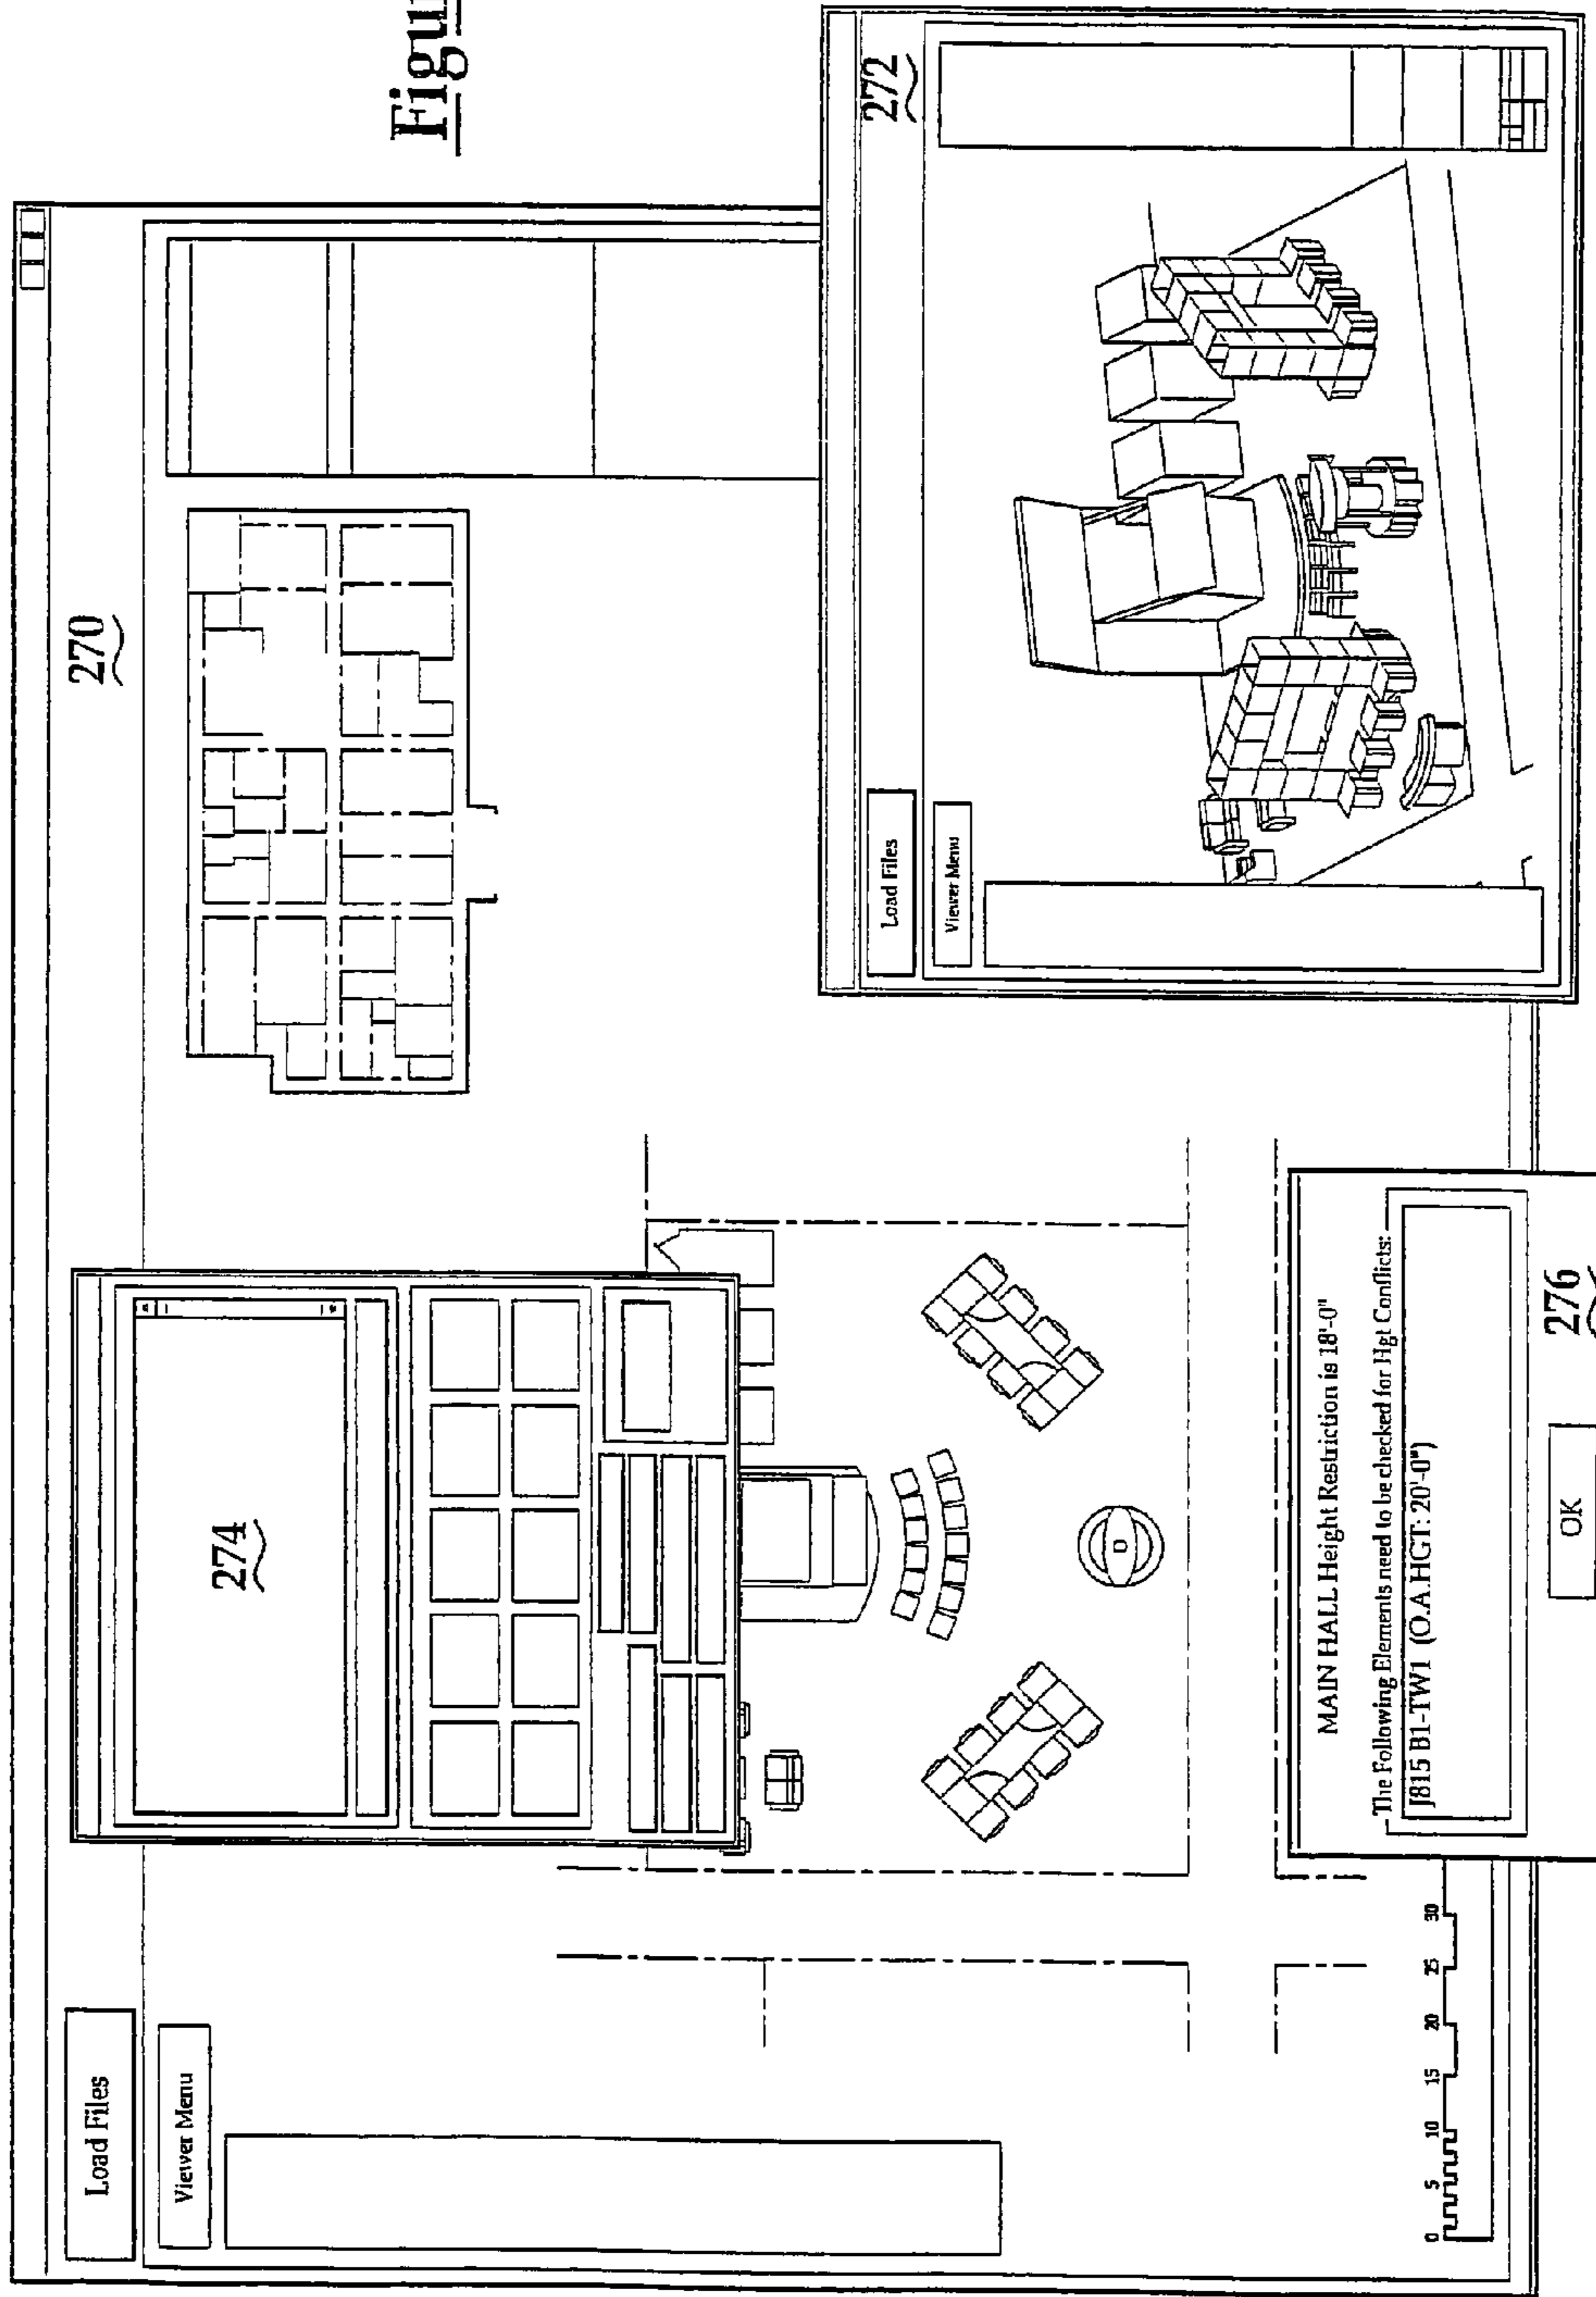 Figu
270
Load Files
Viewer Menu
274
272
Load Files
Viewer Menu
D
0 5 10 15 20 25 30
MAIN HALL Height Restriction is 18'-0"
The Following Elements need to be checked for Hgt Conflicts:
J815 B1-TW1 (O.A.HGT: 20'-0")
OK
276